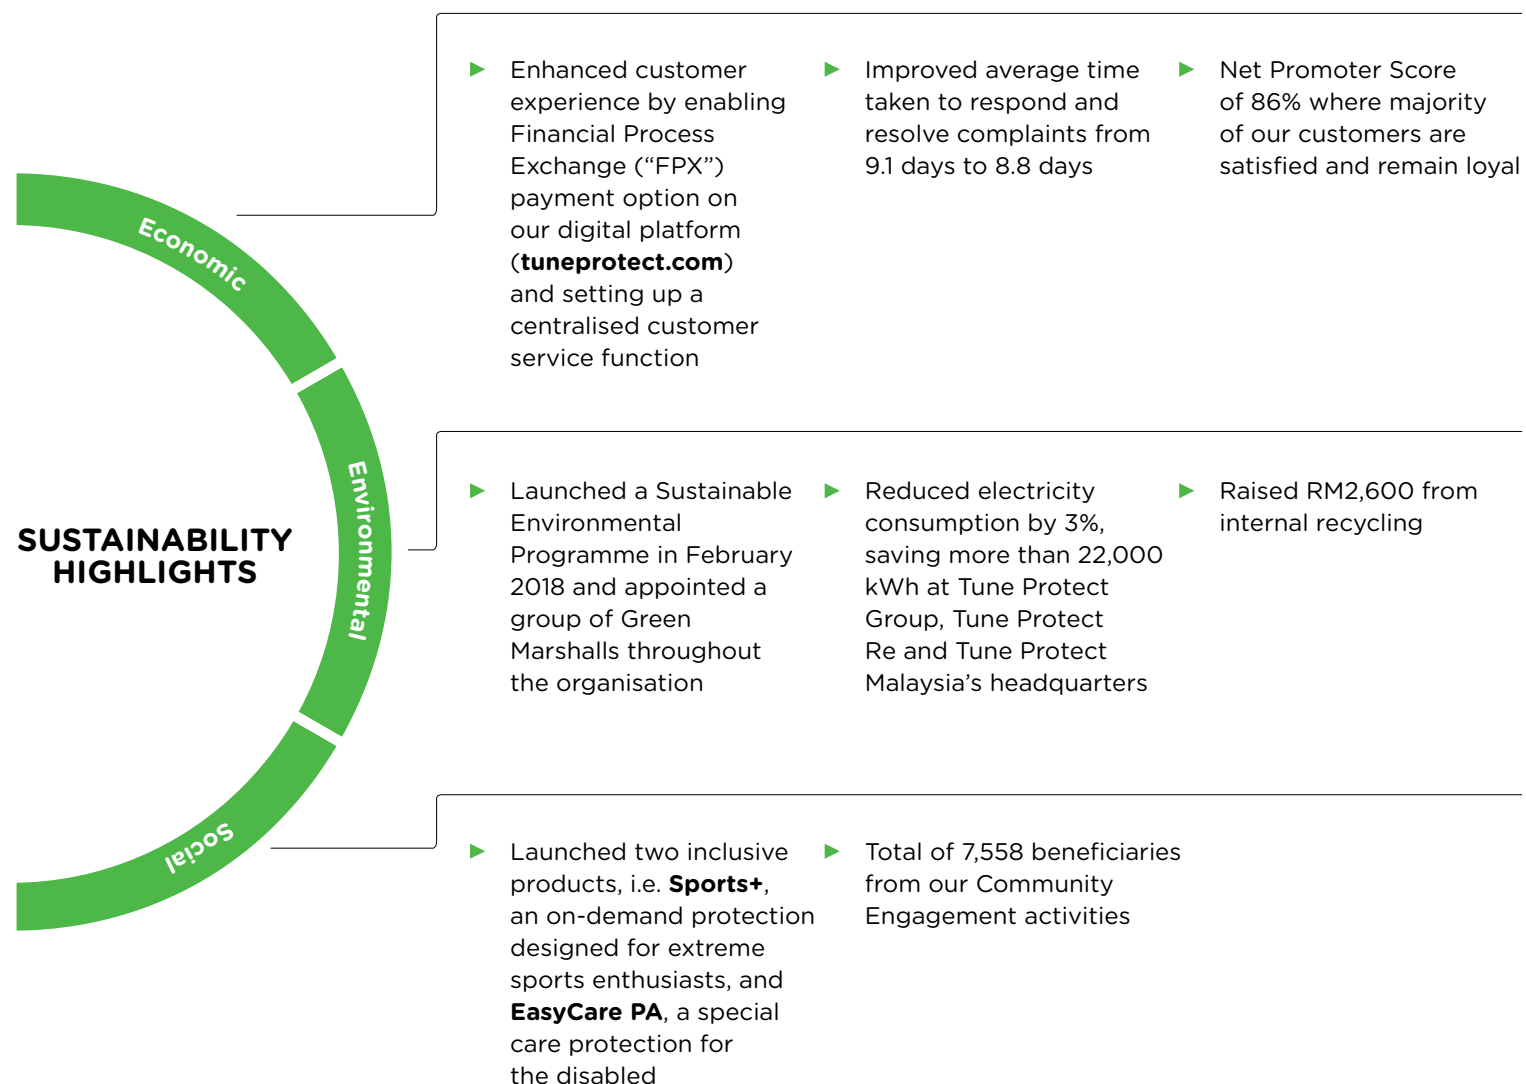 SUSTAINABILITY
HIGHLIGHTS
Economic
Enhanced customer
experience by enabling
Financial Process
Exchange (“FPX”)
payment option on
our digital platform
(tuneprotect.com)
and setting up a
centralised customer
service function
Improved average time
taken to respond and
resolve complaints from
9.1 days to 8.8 days
Net Promoter Score
of 86% where majority
of our customers are
satisfied and remain loyal
Environmental
Launched a Sustainable
Environmental
Programme in February
2018 and appointed a
group of Green
Marshalls throughout
the organisation
Reduced electricity
consumption by 3%,
saving more than 22,000
kWh at Tune Protect
Group, Tune Protect
Re and Tune Protect
Malaysia’s headquarters
Raised RM2,600 from
internal recycling
Social
Launched two inclusive
products, i.e. Sports+,
an on-demand protection
designed for extreme
sports enthusiasts, and
EasyCare PA, a special
care protection for
the disabled
Total of 7,558 beneficiaries
from our Community
Engagement activities